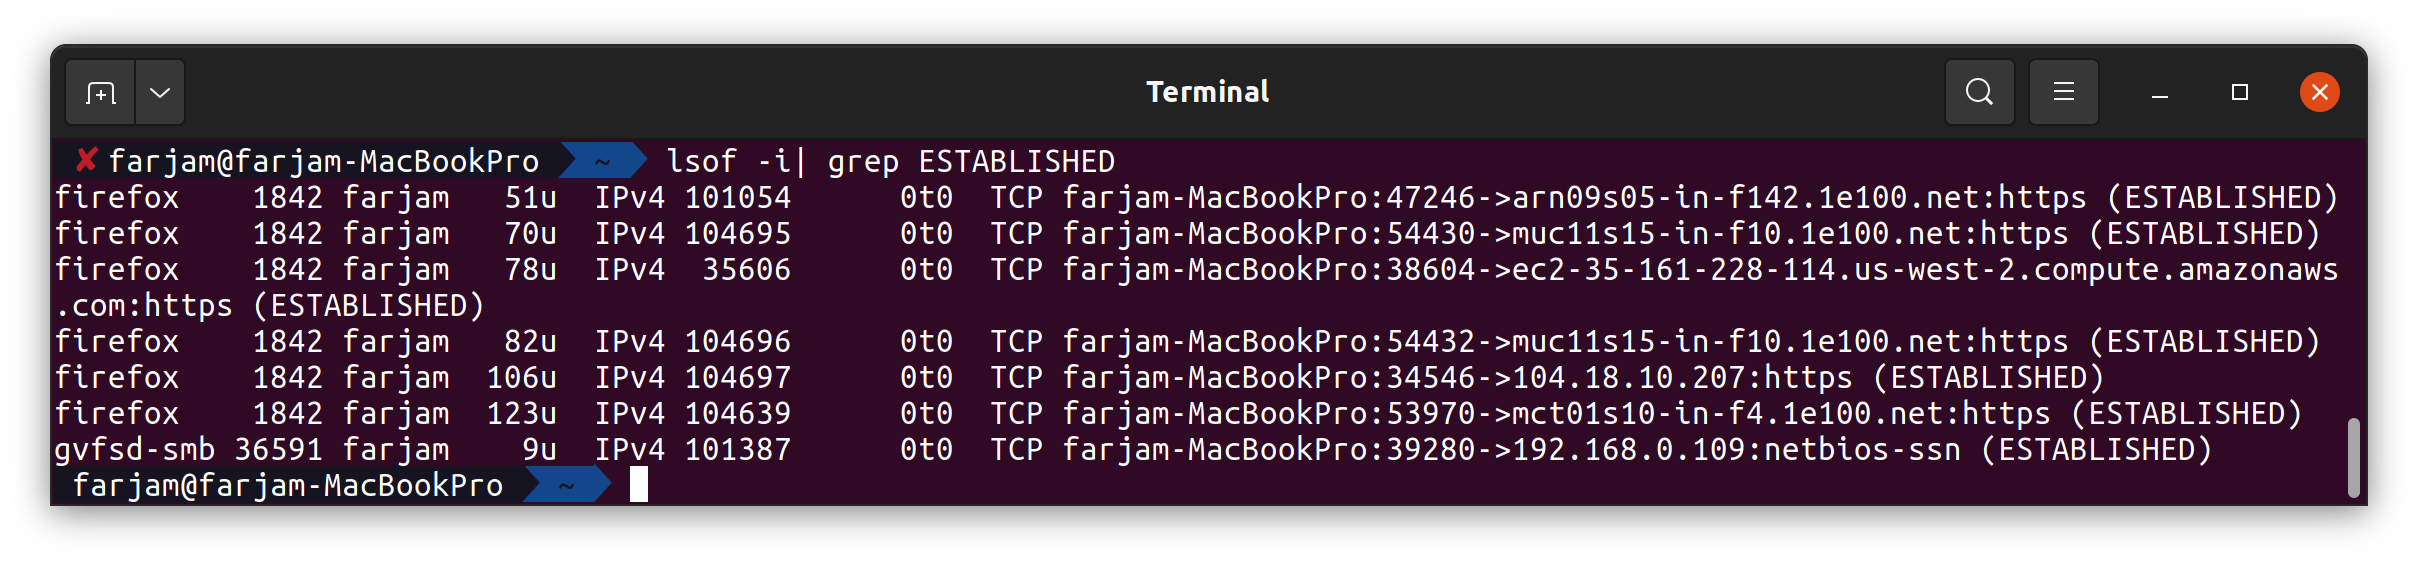 Terminal
✘ farjam@farjam-MacBookPro ~ lsof -i| grep ESTABLISHED
firefox    1842 farjam   51u  IPv4 101054      0t0  TCP farjam-MacBookPro:47246->arn09s05-in-f142.1e100.net:https (ESTABLISHED)
firefox    1842 farjam   70u  IPv4 104695      0t0  TCP farjam-MacBookPro:54430->muc11s15-in-f10.1e100.net:https (ESTABLISHED)
firefox    1842 farjam   78u  IPv4  35606      0t0  TCP farjam-MacBookPro:38604->ec2-35-161-228-114.us-west-2.compute.amazonaws
.com:https (ESTABLISHED)
firefox    1842 farjam   82u  IPv4 104696      0t0  TCP farjam-MacBookPro:54432->muc11s15-in-f10.1e100.net:https (ESTABLISHED)
firefox    1842 farjam  106u  IPv4 104697      0t0  TCP farjam-MacBookPro:34546->104.18.10.207:https (ESTABLISHED)
firefox    1842 farjam  123u  IPv4 104639      0t0  TCP farjam-MacBookPro:53970->mct01s10-in-f4.1e100.net:https (ESTABLISHED)
gvfsd-smb 36591 farjam    9u  IPv4 101387      0t0  TCP farjam-MacBookPro:39280->192.168.0.109:netbios-ssn (ESTABLISHED)
farjam@farjam-MacBookPro ~